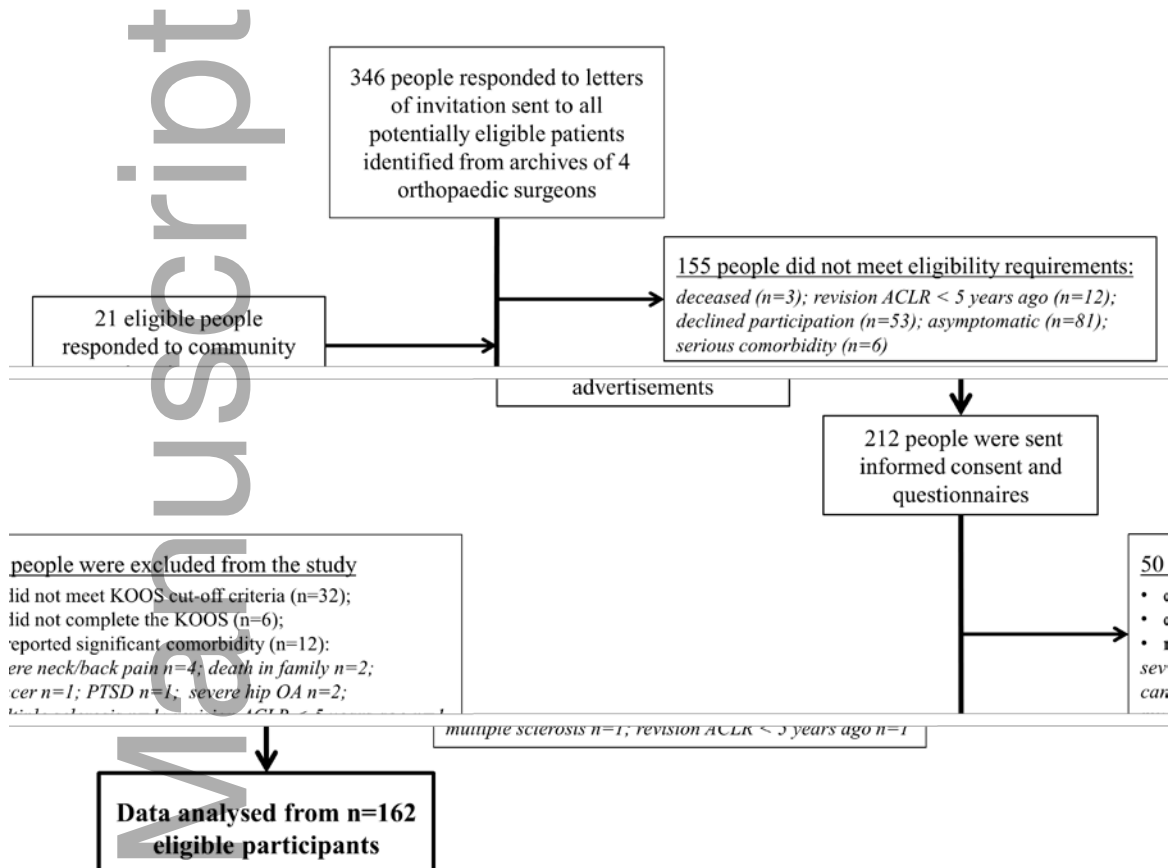 Manuscript
346 people responded to letters
of invitation sent to all
potentially eligible patients
identified from archives of 4
orthopaedic surgeons
155 people did not meet eligibility requirements:
deceased (n=3); revision ACLR < 5 years ago (n=12);
declined participation (n=53); asymptomatic (n=81);
serious comorbidity (n=6)
21 eligible people
responded to community
advertisements
212 people were sent
informed consent and
questionnaires
people were excluded from the study
did not meet KOOS cut-off criteria (n=32);
did not complete the KOOS (n=6);
reported significant comorbidity (n=12):
ere neck/back pain n=4; death in family n=2;
cer n=1; PTSD n=1; severe hip OA n=2;
50
sev
can
multiple sclerosis n=1; revision ACLR < 5 years ago n=1
Data analysed from n=162
eligible participants